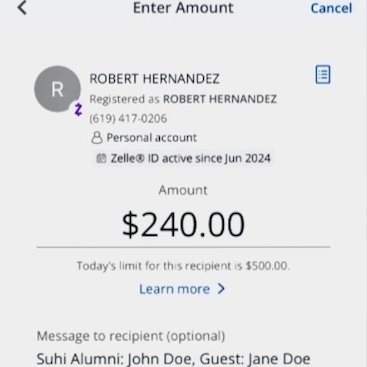 Enter Amount
Cancel
R
ROBERT HERNANDEZ
Registered as ROBERT HERNANDEZ
(619) 417-0206
Personal account
Zelle® ID active since Jun 2024
Amount
$240.00
Today's limit for this recipient is $500.00.
Learn more
Message to recipient (optional)
Suhi Alumni: John Doe, Guest: Jane Doe